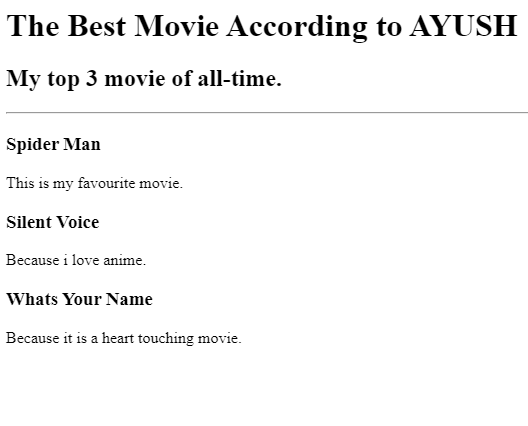 The Best Movie According to AYUSH
My top 3 movie of all-time.
Spider Man
This is my favourite movie.
Silent Voice
Because i love anime.
Whats Your Name
Because it is a heart touching movie.